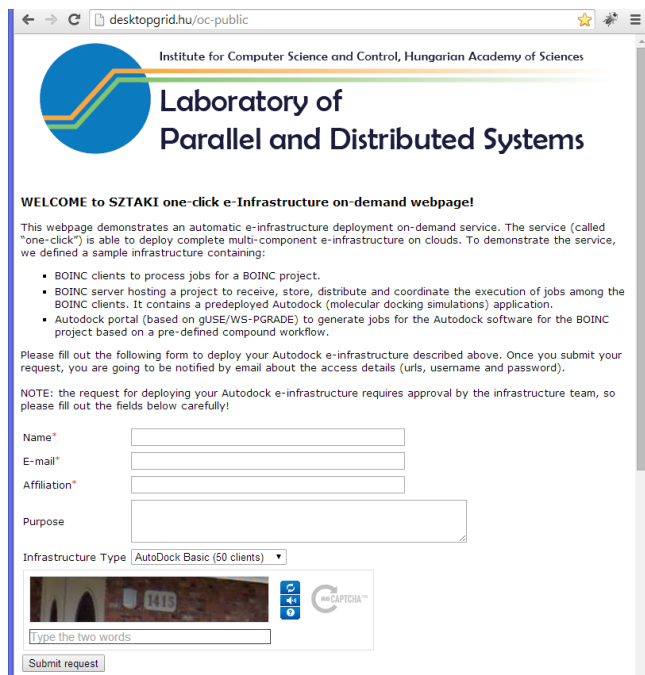 desktopgrid.hu/oc-public
Institute for Computer Science and Control, Hungarian Academy of Sciences
Laboratory of
Parallel and Distributed Systems
WELCOME to SZTAKI one-click e-Infrastructure on-demand webpage!
This webpage demonstrates an automatic e-infrastructure deployment on-demand service. The service (called
"one-click") is able to deploy complete multi-component e-infrastructure on clouds. To demonstrate the service,
we defined a sample infrastructure containing:
BOINC clients to process jobs for a BOINC project.
BOINC server hosting a project to receive, store, distribute and coordinate the execution of jobs among the
BOINC clients. It contains a predeployed Autodock (molecular docking simulations) application.
Autodock portal (based on gUSE/WS-PGRADE) to generate jobs for the Autodock software for the BOINC
project based on a pre-defined compound workflow.
Please fill out the following form to deploy your Autodock e-infrastructure described above. Once you submit your
request, you are going to be notified by email about the access details (urls, username and password).
NOTE: the request for deploying your Autodock e-infrastructure requires approval by the infrastructure team, so
please fill out the fields below carefully!
Name*
E-mail*
Affiliation*
Purpose
Infrastructure Type AutoDock Basic (50 clients)
1415
reCAPTCHA™
Type the two words
Submit request